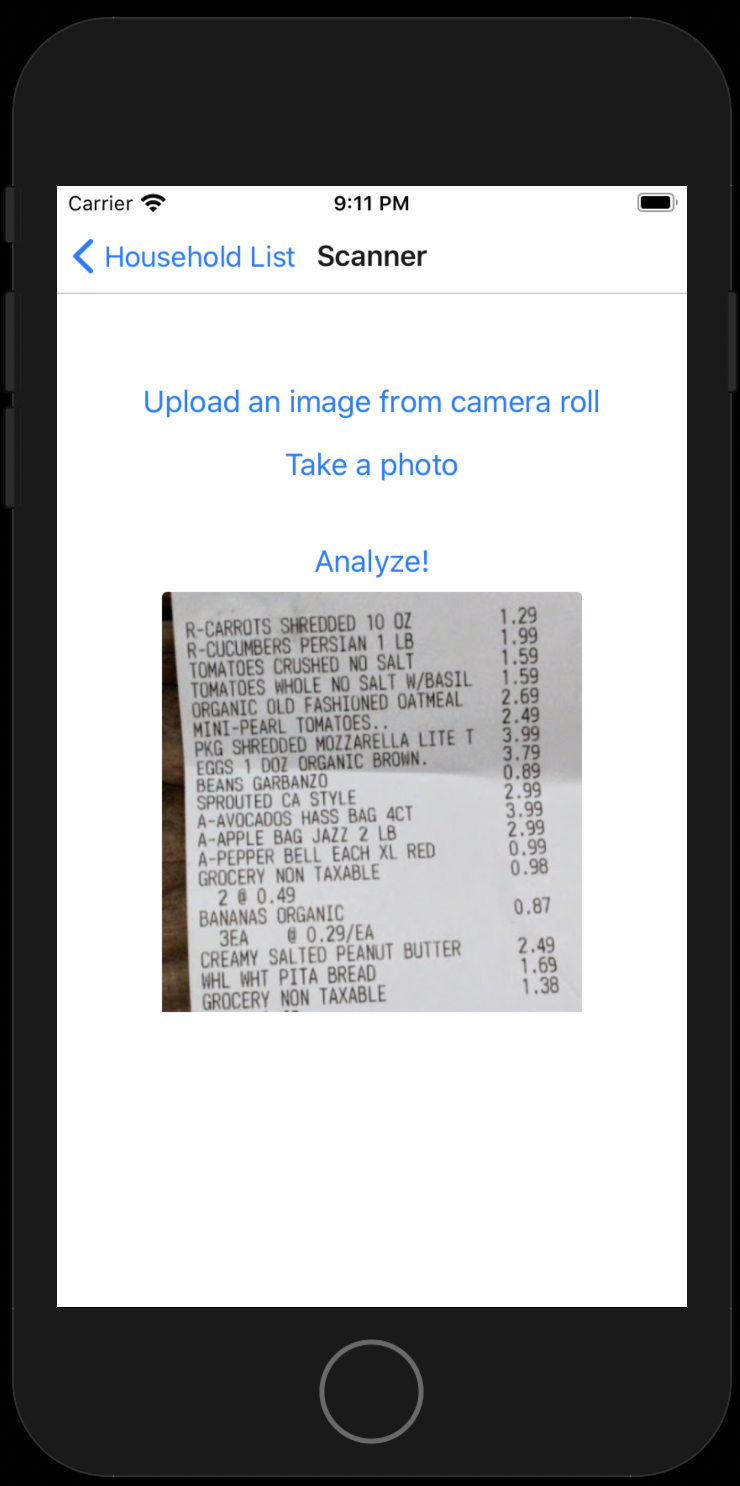 Carrier 9:11 PM
Household List Scanner
Upload an image from camera roll
Take a photo
Analyze!
R-CARROTS SHREDDED 10 OZ 1.29
R-CUCUMBERS PERSIAN 1 LB 1.99
TOMATOES CRUSHED NO SALT 1.59
TOMATOES WHOLE NO SALT W/BASIL 1.59
ORGANIC OLD FASHIONED OATMEAL 2.69
MINI-PEARL TOMATOES.. 2.49
PKG SHREDDED MOZZARELLA LITE T 3.99
EGGS 1 DOZ ORGANIC BROWN. 3.79
BEANS GARBANZO 0.89
SPROUTED CA STYLE 2.99
A-AVOCADOS HASS BAG 4CT 3.99
A-APPLE BAG JAZZ 2 LB 2.99
A-PEPPER BELL EACH XL RED 0.99
GROCERY NON TAXABLE 0.98
2 @ 0.49
BANANAS ORGANIC 0.87
3EA @ 0.29/EA
CREAMY SALTED PEANUT BUTTER 2.49
WHL WHT PITA BREAD 1.69
GROCERY NON TAXABLE 1.38